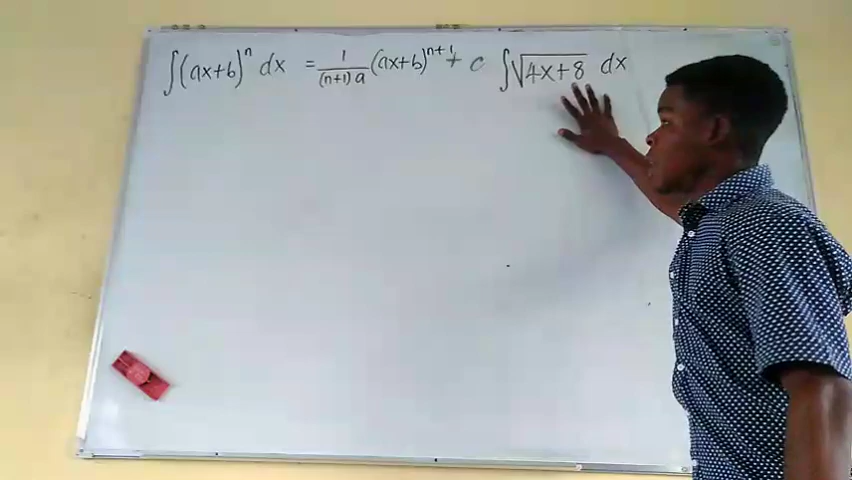 ∫(ax+b)^n dx = 1/((n+1)a) (ax+b)^(n+1) + c ∫√(4x+8) dx